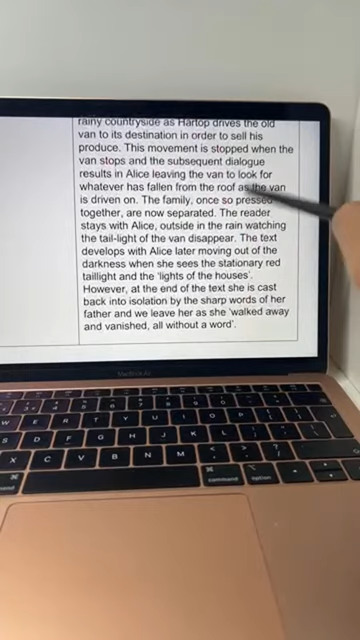 rainy countryside as Hartop drives the old
van to its destination in order to sell his
produce. This movement is stopped when the
van stops and the subsequent dialogue
results in Alice leaving the van to look for
whatever has fallen from the roof as the van
is driven on. The family, once so pressed
together, are now separated. The reader
stays with Alice, outside in the rain watching
the tail-light of the van disappear. The text
develops with Alice later moving out of the
darkness when she sees the stationary red
taillight and the 'lights of the houses'.
However, at the end of the text she is cast
back into isolation by the sharp words of her
father and we leave her as she 'walked away
and vanished, all without a word'.
MacBook Air
W E R T Y U I O P
S D F G H J K L
X C V B N M
command option